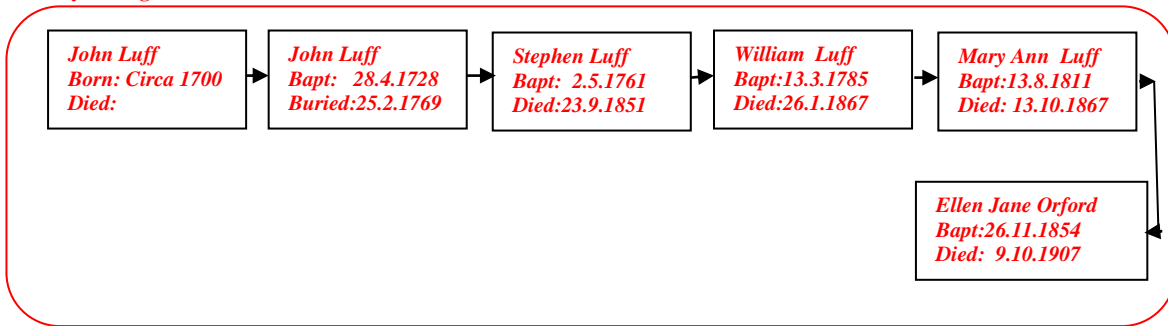 John Luff
Born: Circa 1700
Died:
John Luff
Bapt: 28.4.1728
Buried:25.2.1769
Stephen Luff
Bapt: 2.5.1761
Died:23.9.1851
William Luff
Bapt:13.3.1785
Died:26.1.1867
Mary Ann Luff
Bapt:13.8.1811
Died: 13.10.1867
Ellen Jane Orford
Bapt:26.11.1854
Died: 9.10.1907